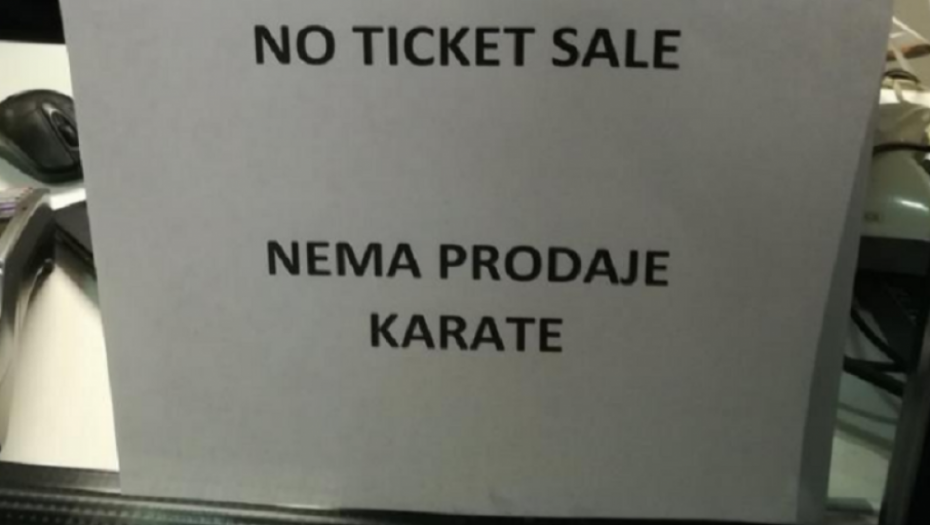 NO TICKET SALE
NEMA PRODAJE
KARATE